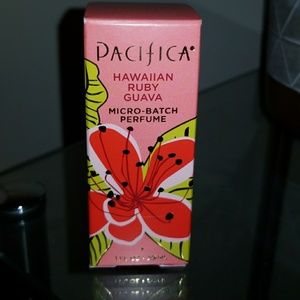 PACIFICA
HAWAIIAN
RUBY
GUAVA
MICRO-BATCH
PERFUME